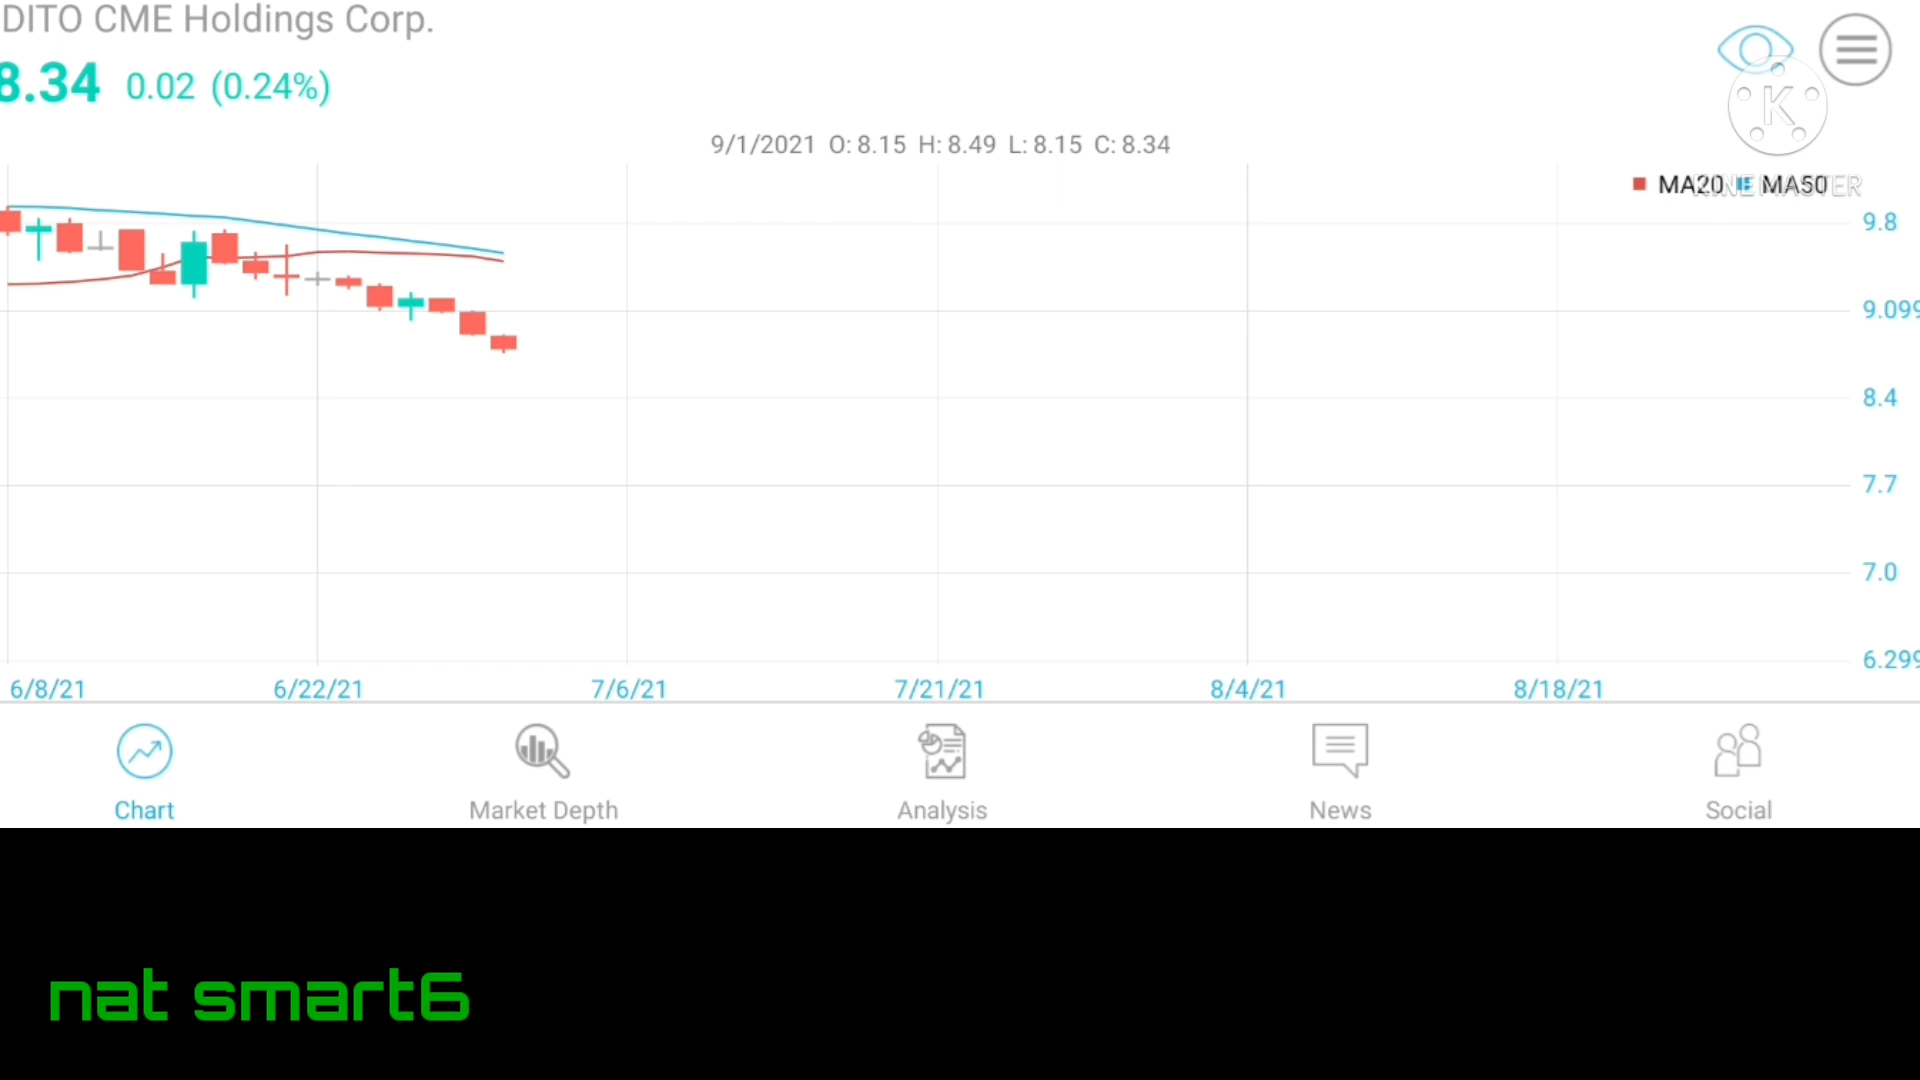 DITO CME Holdings Corp.
8.34 0.02 (0.24%)
9/1/2021 O: 8.15 H: 8.49 L: 8.15 C: 8.34
K
MA20 MA50
KINEMASTER
9.8
9.099
8.4
7.7
7.0
6.299
6/8/21 6/22/21 7/6/21 7/21/21 8/4/21 8/18/21
Chart Market Depth Analysis News Social
nat smart6